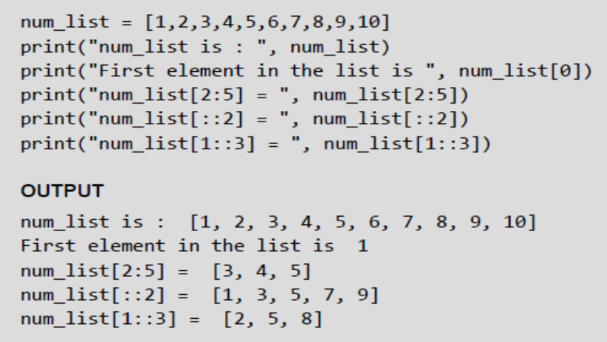 num_list = [1,2,3,4,5,6,7,8,9,10]
print("num_list is : ", num_list)
print("First element in the list is ", num_list[0])
print("num_list[2:5] = ", num_list[2:5])
print("num_list[::2] = ", num_list[::2])
print("num_list[1::3] = ", num_list[1::3])
OUTPUT
num_list is :  [1, 2, 3, 4, 5, 6, 7, 8, 9, 10]
First element in the list is  1
num_list[2:5] =  [3, 4, 5]
num_list[::2] =  [1, 3, 5, 7, 9]
num_list[1::3] =  [2, 5, 8]